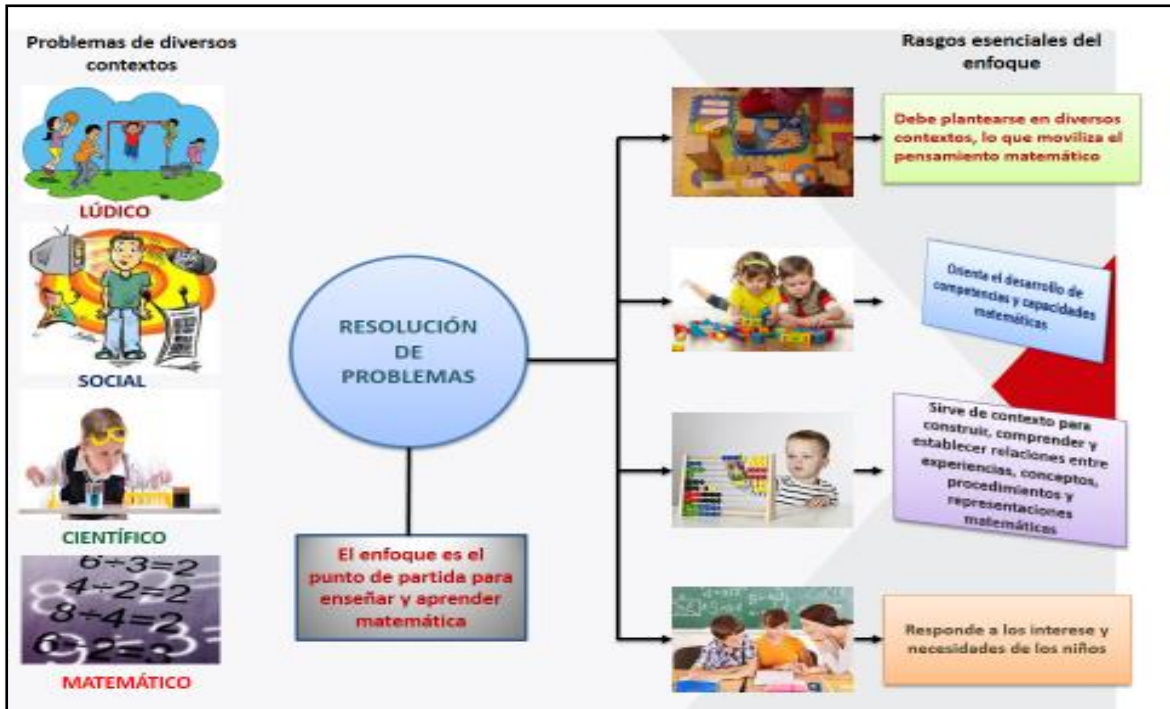 Problemas de diversos
contextos
LÚDICO
SOCIAL
CIENTÍFICO
6÷3=2
4÷2=2
8÷4=2
6÷2=3
MATEMÁTICO
RESOLUCIÓN
DE
PROBLEMAS
El enfoque es el
punto de partida para
enseñar y aprender
matemática
Rasgos esenciales del
enfoque
Debe plantearse en diversos
contextos, lo que moviliza el
pensamiento matemático
Orienta el desarrollo de
competencias y capacidades
matemáticas
Sirve de contexto para
construir, comprender y
establecer relaciones entre
experiencias, conceptos,
procedimientos y
representaciones
matemáticas
Responde a los interese y
necesidades de los niños